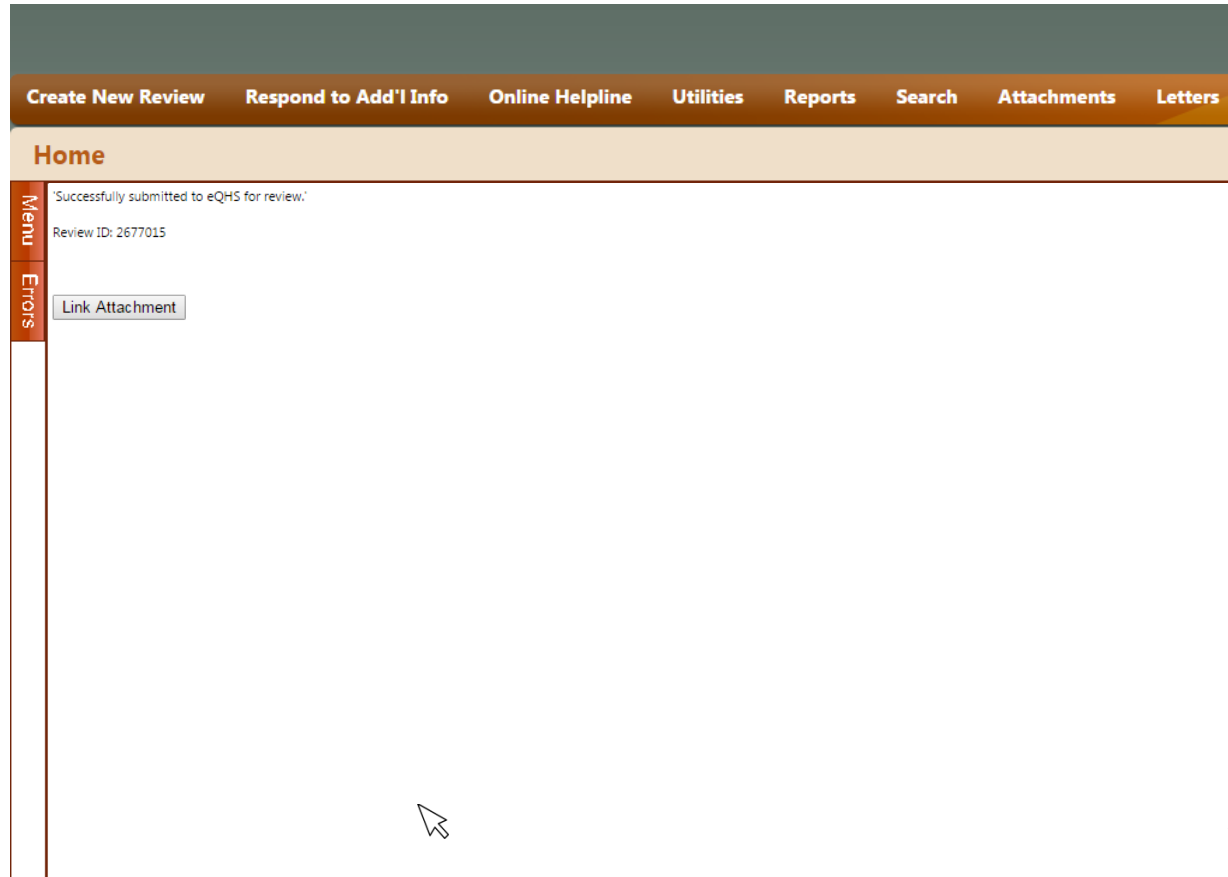 Create New Review Respond to Add'l Info Online Helpline Utilities Reports Search Attachments Letters
Home
Menu
Errors
'Successfully submitted to eQHS for review.'
Review ID: 2677015
Link Attachment